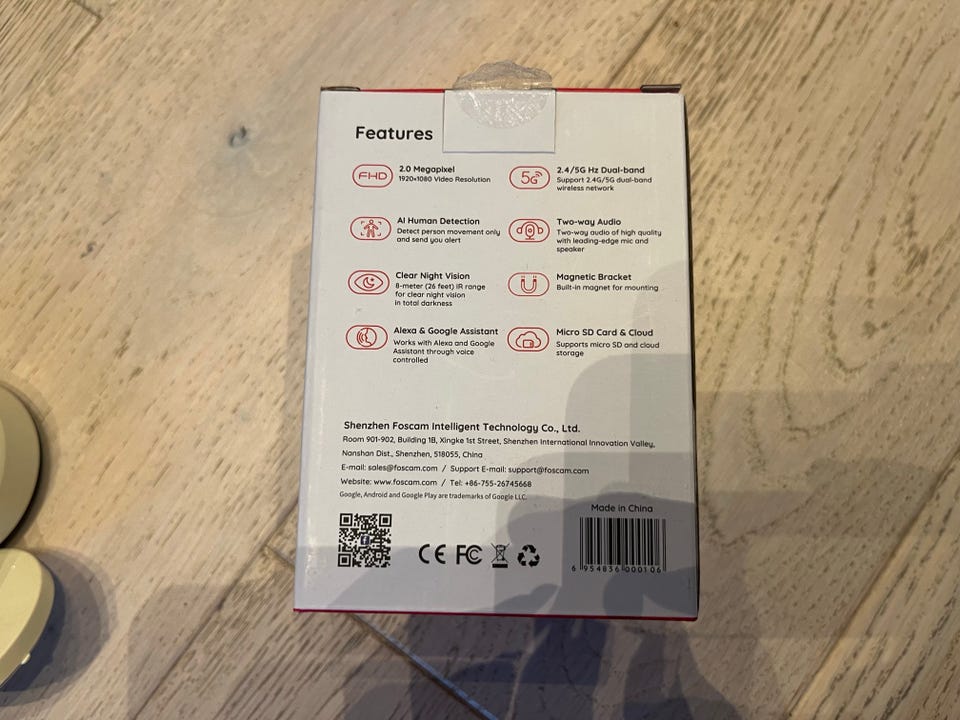 Features
FHD
2.0 Megapixel
1920×1080 Video Resolution
5G
2.4/5G Hz Dual-band
Support 2.4G/5G dual-band
wireless network
AI Human Detection
Detect person movement only
and send you alert
Two-way Audio
Two-way audio of high quality
with leading-edge mic and
speaker
Clear Night Vision
8-meter (26 feet) IR range
for clear night vision
in total darkness
Magnetic Bracket
Built-in magnet for mounting
Alexa & Google Assistant
Works with Alexa and Google
Assistant through voice
controlled
Micro SD Card & Cloud
Supports micro SD and cloud
storage
Shenzhen Foscam Intelligent Technology Co., Ltd.
Room 901-902, Building 1B, Xingke 1st Street, Shenzhen International Innovation Valley,
Nanshan Dist., Shenzhen, 518055, China
E-mail: sales@foscam.com / Support E-mail: support@foscam.com
Website: www.foscam.com / Tel: +86-755-26745668
Google, Android and Google Play are trademarks of Google LLC.
Made in China
CE FC
6 954836 000106